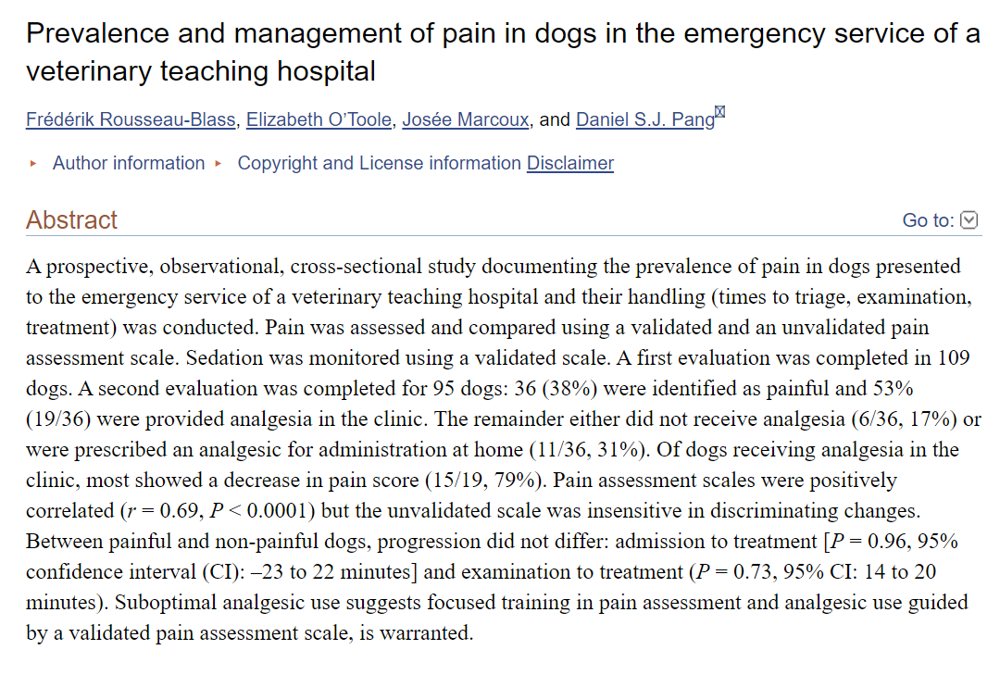 Prevalence and management of pain in dogs in the emergency service of a
veterinary teaching hospital
Frédérik Rousseau-Blass, Elizabeth O’Toole, Josée Marcoux, and Daniel S.J. Pang
Author information Copyright and License information Disclaimer
Abstract Go to:
A prospective, observational, cross-sectional study documenting the prevalence of pain in dogs presented
to the emergency service of a veterinary teaching hospital and their handling (times to triage, examination,
treatment) was conducted. Pain was assessed and compared using a validated and an unvalidated pain
assessment scale. Sedation was monitored using a validated scale. A first evaluation was completed in 109
dogs. A second evaluation was completed for 95 dogs: 36 (38%) were identified as painful and 53%
(19/36) were provided analgesia in the clinic. The remainder either did not receive analgesia (6/36, 17%) or
were prescribed an analgesic for administration at home (11/36, 31%). Of dogs receiving analgesia in the
clinic, most showed a decrease in pain score (15/19, 79%). Pain assessment scales were positively
correlated (r = 0.69, P < 0.0001) but the unvalidated scale was insensitive in discriminating changes.
Between painful and non-painful dogs, progression did not differ: admission to treatment [P = 0.96, 95%
confidence interval (CI): –23 to 22 minutes] and examination to treatment (P = 0.73, 95% CI: 14 to 20
minutes). Suboptimal analgesic use suggests focused training in pain assessment and analgesic use guided
by a validated pain assessment scale, is warranted.